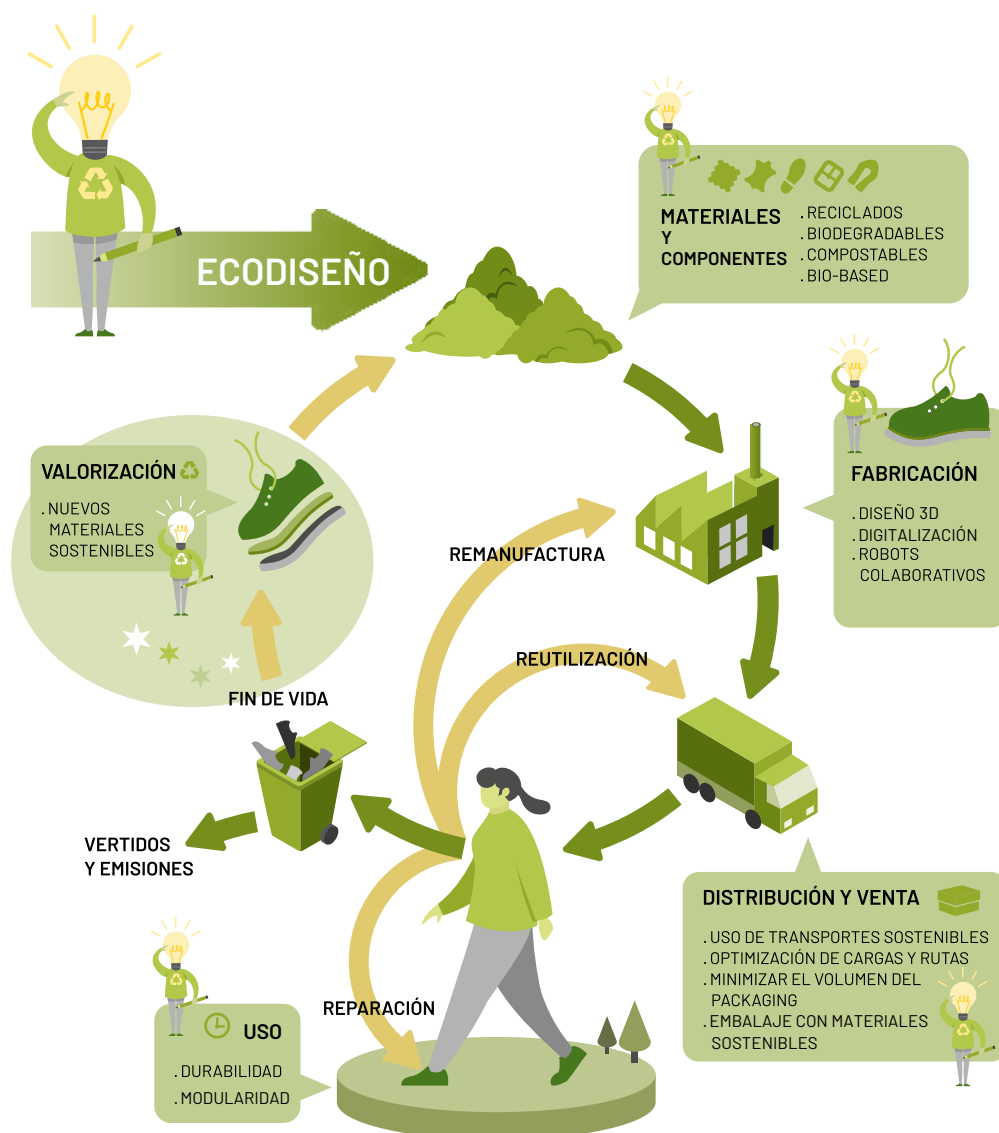 ECODISEÑO
MATERIALES
Y
COMPONENTES
. RECICLADOS
. BIODEGRADABLES
. COMPOSTABLES
. BIO-BASED
FABRICACIÓN
. DISEÑO 3D
. DIGITALIZACIÓN
. ROBOTS
COLABORATIVOS
VALORIZACIÓN
. NUEVOS
MATERIALES
SOSTENIBLES
REMANUFACTURA
REUTILIZACIÓN
FIN DE VIDA
VERTIDOS
Y EMISIONES
DISTRIBUCIÓN Y VENTA
. USO DE TRANSPORTES SOSTENIBLES
. OPTIMIZACIÓN DE CARGAS Y RUTAS
. MINIMIZAR EL VOLUMEN DEL
PACKAGING
. EMBALAJE CON MATERIALES
SOSTENIBLES
REPARACIÓN
USO
. DURABILIDAD
. MODULARIDAD